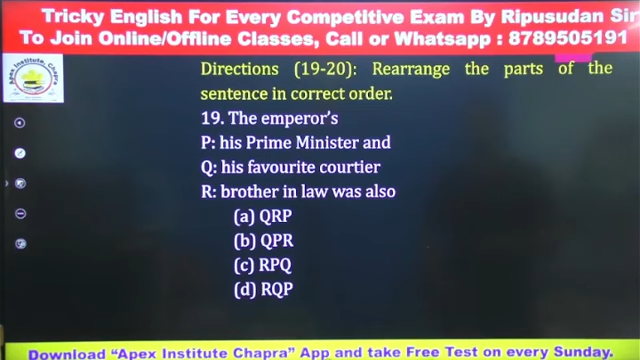 Tricky English For Every Competitive Exam By Ripusudan
To Join Online/Offline Classes, Call or Whatsapp : 8789505191
Apex Institute, Chapra
Directions (19-20): Rearrange the parts of the
sentence in correct order.
19. The emperor's
P: his Prime Minister and
Q: his favourite courtier
R: brother in law was also
(a) QRP
(b) QPR
(c) RPQ
(d) RQP
Download “Apex Institute Chapra” App and take Free Test on every Sunday.